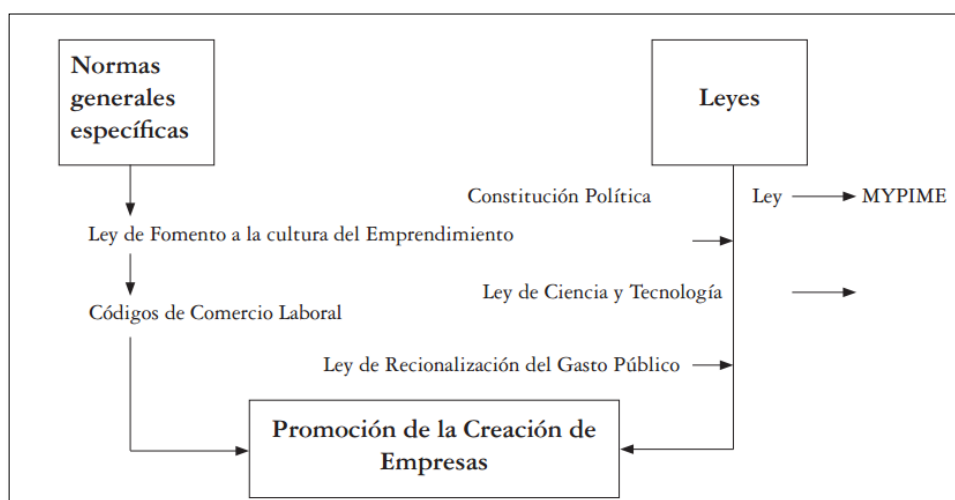 Normas
generales
específicas
Leyes
Constitución Política
Ley
MYPIME
Ley de Fomento a la cultura del Emprendimiento
Ley de Ciencia y Tecnología
Códigos de Comercio Laboral
Ley de Recionalización del Gasto Público
Promoción de la Creación de
Empresas